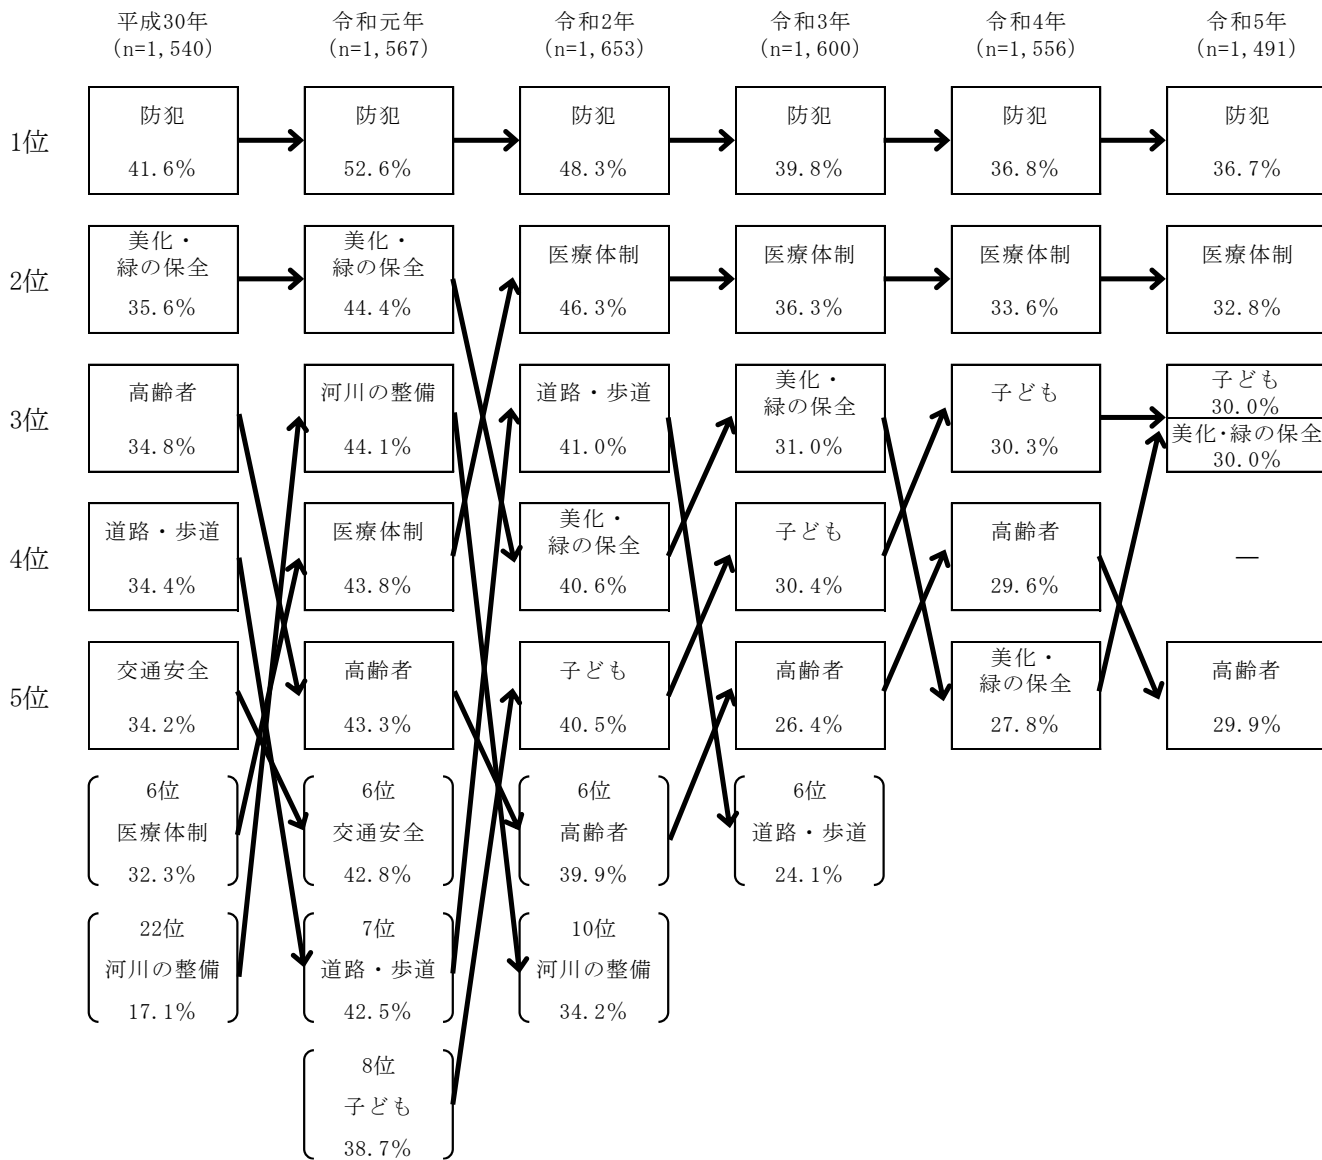 平成30年
(n=1,540)
令和元年
(n=1,567)
令和2年
(n=1,653)
令和3年
(n=1,600)
令和4年
(n=1,556)
令和5年
(n=1,491)
1位
防犯
41.6%
防犯
52.6%
防犯
48.3%
防犯
39.8%
防犯
36.8%
防犯
36.7%
2位
美化・
緑の保全
35.6%
美化・
緑の保全
44.4%
医療体制
46.3%
医療体制
36.3%
医療体制
33.6%
医療体制
32.8%
3位
高齢者
34.8%
河川の整備
44.1%
道路・歩道
41.0%
美化・
緑の保全
31.0%
子ども
30.3%
子ども
30.0%
美化・緑の保全
30.0%
4位
道路・歩道
34.4%
医療体制
43.8%
美化・
緑の保全
40.6%
子ども
30.4%
高齢者
29.6%
―
5位
交通安全
34.2%
高齢者
43.3%
子ども
40.5%
高齢者
26.4%
美化・
緑の保全
27.8%
高齢者
29.9%
6位
医療体制
32.3%
6位
交通安全
42.8%
6位
高齢者
39.9%
6位
道路・歩道
24.1%
22位
河川の整備
17.1%
7位
道路・歩道
42.5%
10位
河川の整備
34.2%
8位
子ども
38.7%